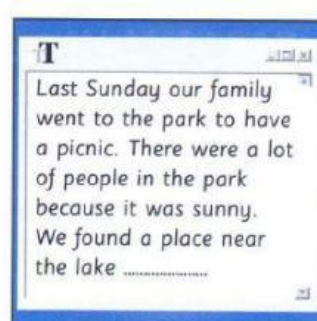 T
Last Sunday our family
went to the park to have
a picnic. There were a lot
of people in the park
because it was sunny.
We found a place near
the lake ....................